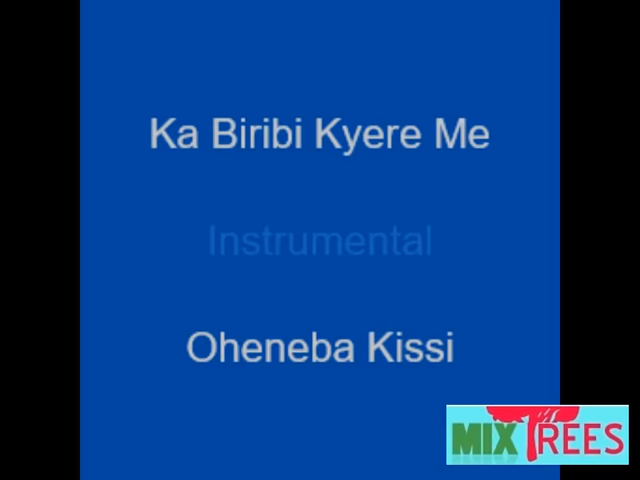 Ka Biribi Kyere Me
Instrumental
Oheneba Kissi
MIX TREES